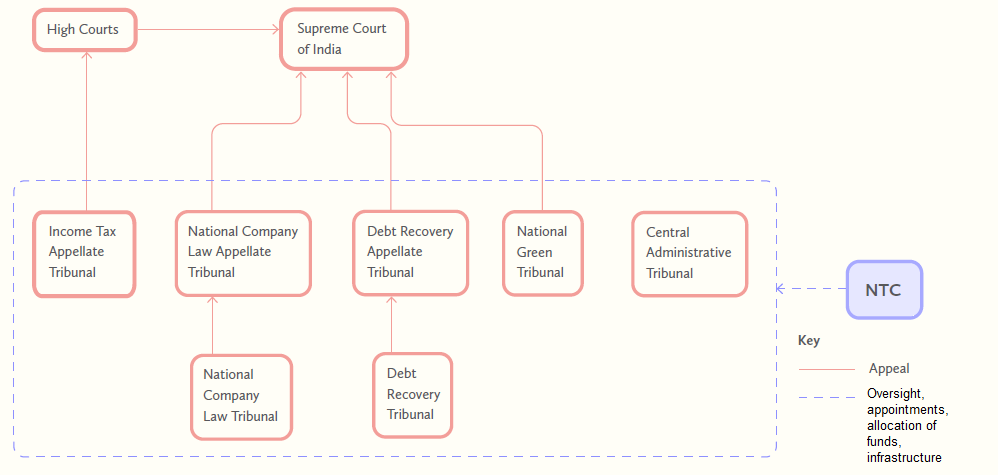 High Courts
Supreme Court
of India
Income Tax
Appellate
Tribunal
National Company
Law Appellate
Tribunal
Debt Recovery
Appellate
Tribunal
National
Green
Tribunal
Central
Administrative
Tribunal
NTC
National
Company
Law Tribunal
Debt
Recovery
Tribunal
Key
Appeal
Oversight,
appointments,
allocation of
funds,
infrastructure